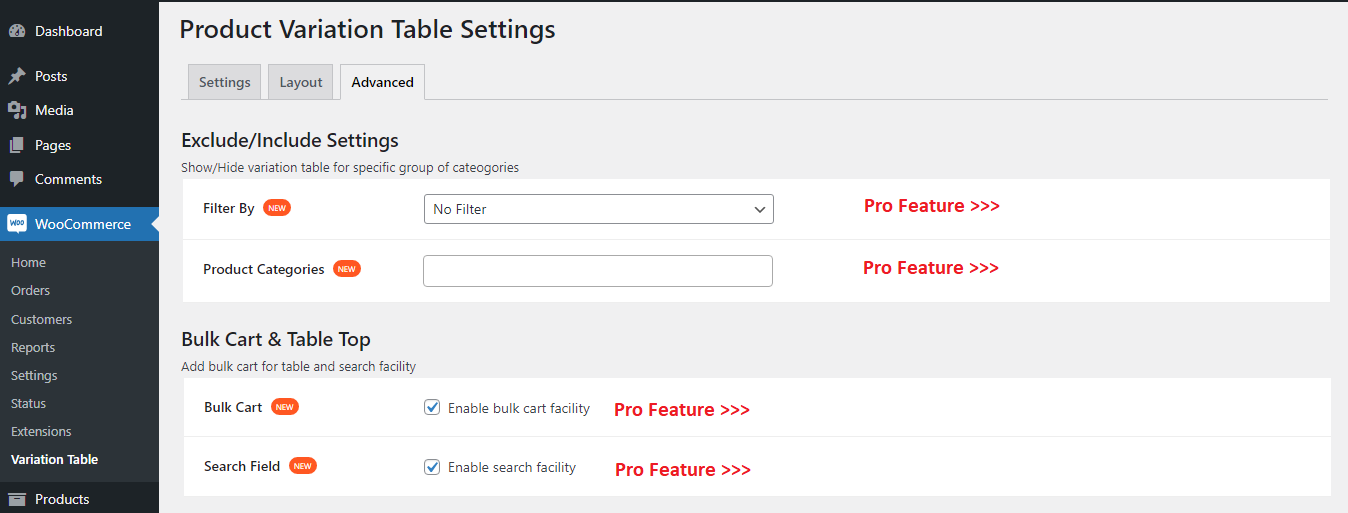 Dashboard
Posts
Media
Pages
Comments
woo WooCommerce
Home
Orders
Customers
Reports
Settings
Status
Extensions
Variation Table
Products
Product Variation Table Settings
Settings Layout Advanced
Exclude/Include Settings
Show/Hide variation table for specific group of cateogories
Filter By NEW No Filter Pro Feature >>>
Product Categories NEW Pro Feature >>>
Bulk Cart & Table Top
Add bulk cart for table and search facility
Bulk Cart NEW Enable bulk cart facility Pro Feature >>>
Search Field NEW Enable search facility Pro Feature >>>